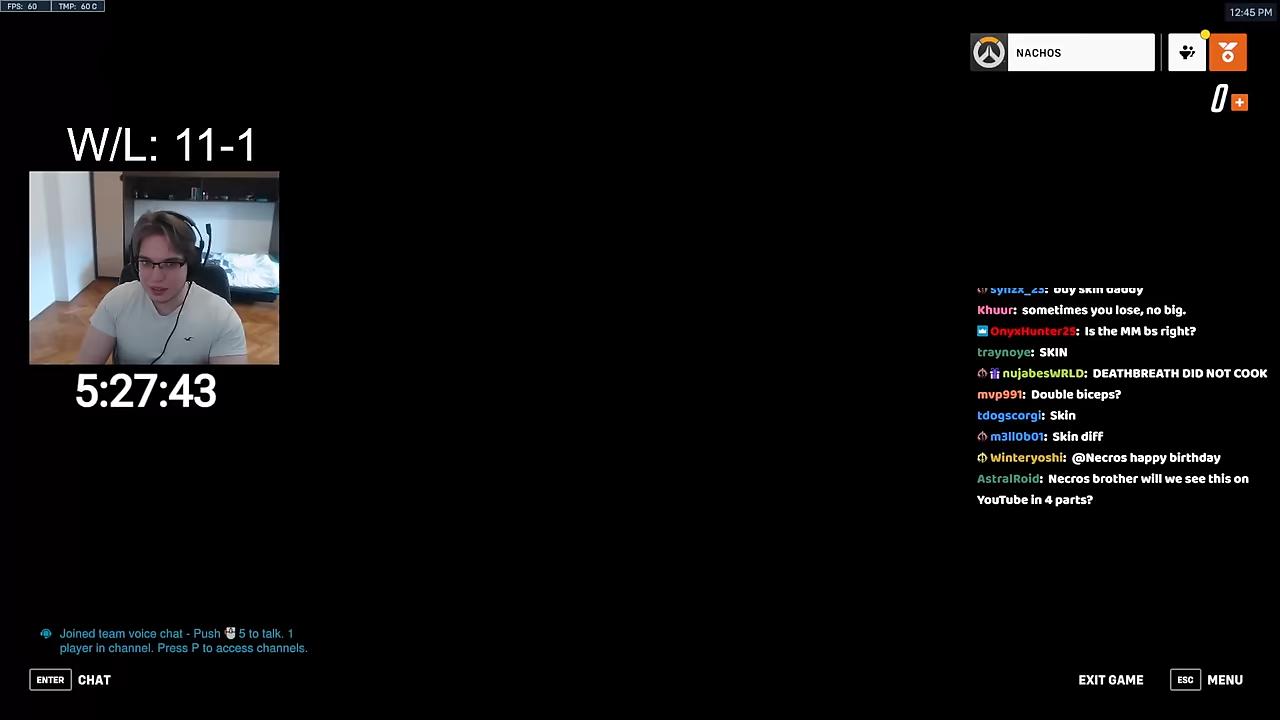 FPS: 60 TMP: 60 C
12:45 PM
NACHOS
0
W/L: 11-1
synzx_23: buy skin daddy
Khuur: sometimes you lose, no big.
OnyxHunter25: Is the MM bs right?
traynoye: SKIN
nujabesWRLD: DEATHBREATH DID NOT COOK
mvp991: Double biceps?
tdogscorgi: Skin
m3ll0b01: Skin diff
Winteryoshi: @Necros happy birthday
AstralRoid: Necros brother will we see this on
YouTube in 4 parts?
5:27:43
Joined team voice chat - Push 5 to talk. 1
player in channel. Press P to access channels.
ENTER CHAT
EXIT GAME ESC MENU